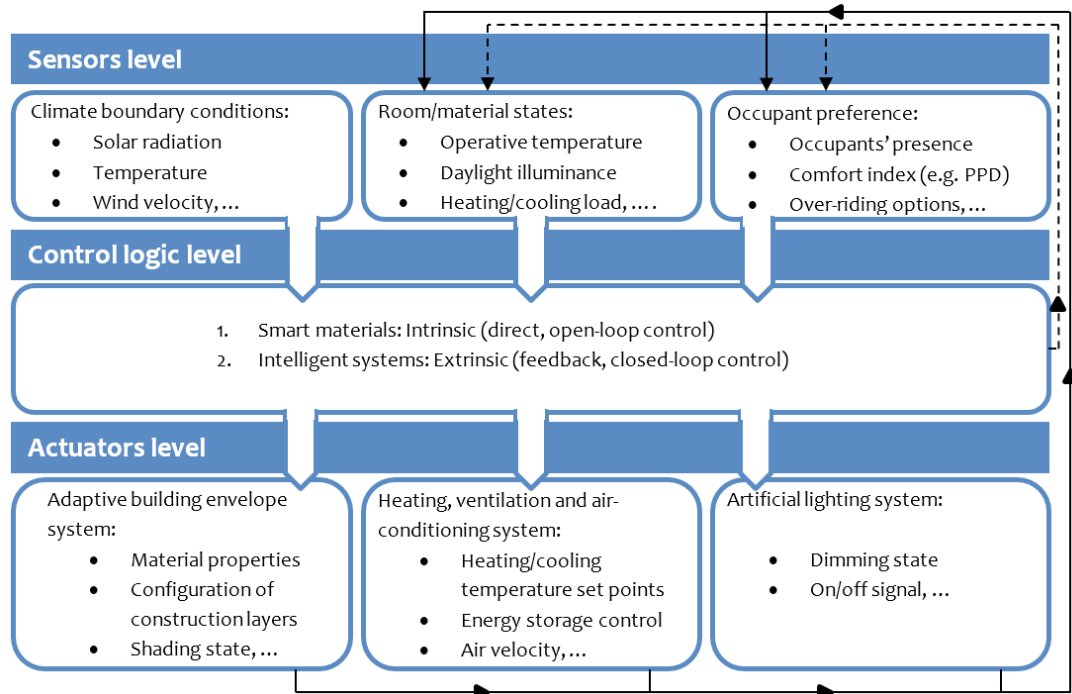 Sensors level
Climate boundary conditions:
• Solar radiation
• Temperature
• Wind velocity, ...
Room/material states:
• Operative temperature
• Daylight illuminance
• Heating/cooling load, ... .
Occupant preference:
• Occupants’ presence
• Comfort index (e.g. PPD)
• Over-riding options, ...
Control logic level
1. Smart materials: Intrinsic (direct, open-loop control)
2. Intelligent systems: Extrinsic (feedback, closed-loop control)
Actuators level
Adaptive building envelope
system:
• Material properties
• Configuration of
construction layers
• Shading state, ...
Heating, ventilation and air-
conditioning system:
• Heating/cooling
temperature set points
• Energy storage control
• Air velocity, ...
Artificial lighting system:
• Dimming state
• On/off signal, ...